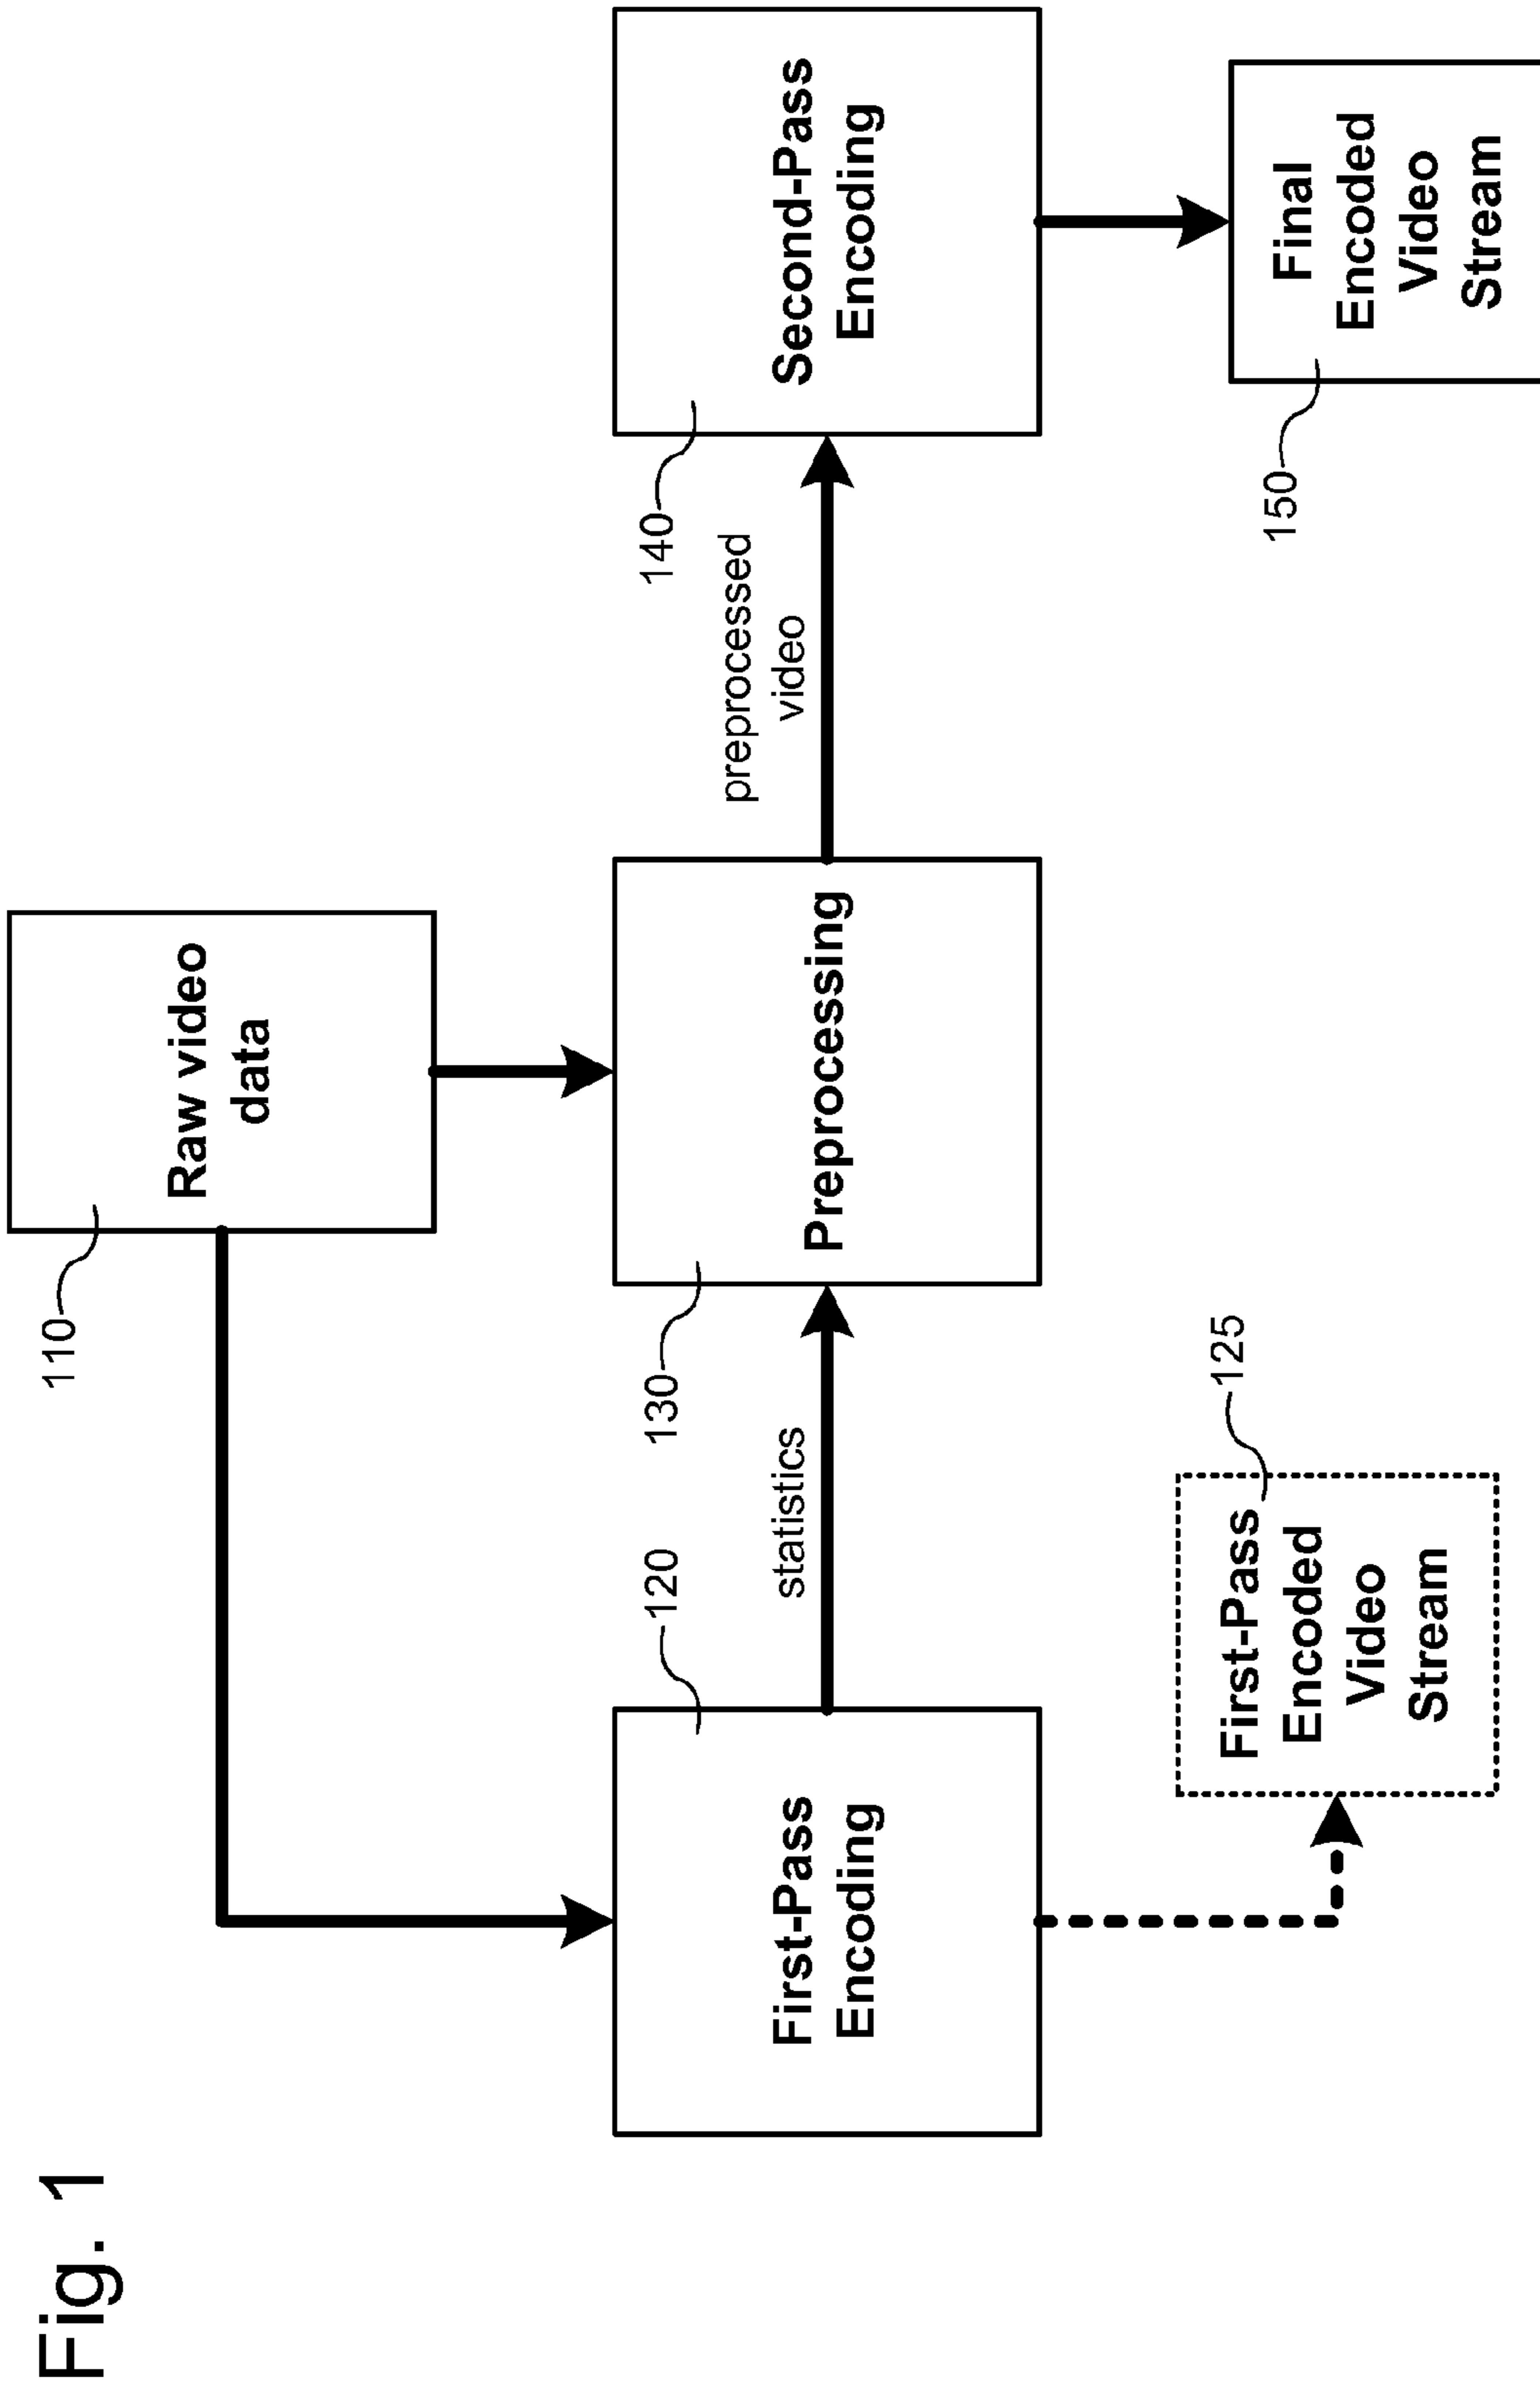 Fig. 1
110
Raw video
data
120
First-Pass
Encoding
statistics
130
Preprocessing
preprocessed
video
140
Second-Pass
Encoding
First-Pass
Encoded
Video
Stream
125
150
Final
Encoded
Video
Stream